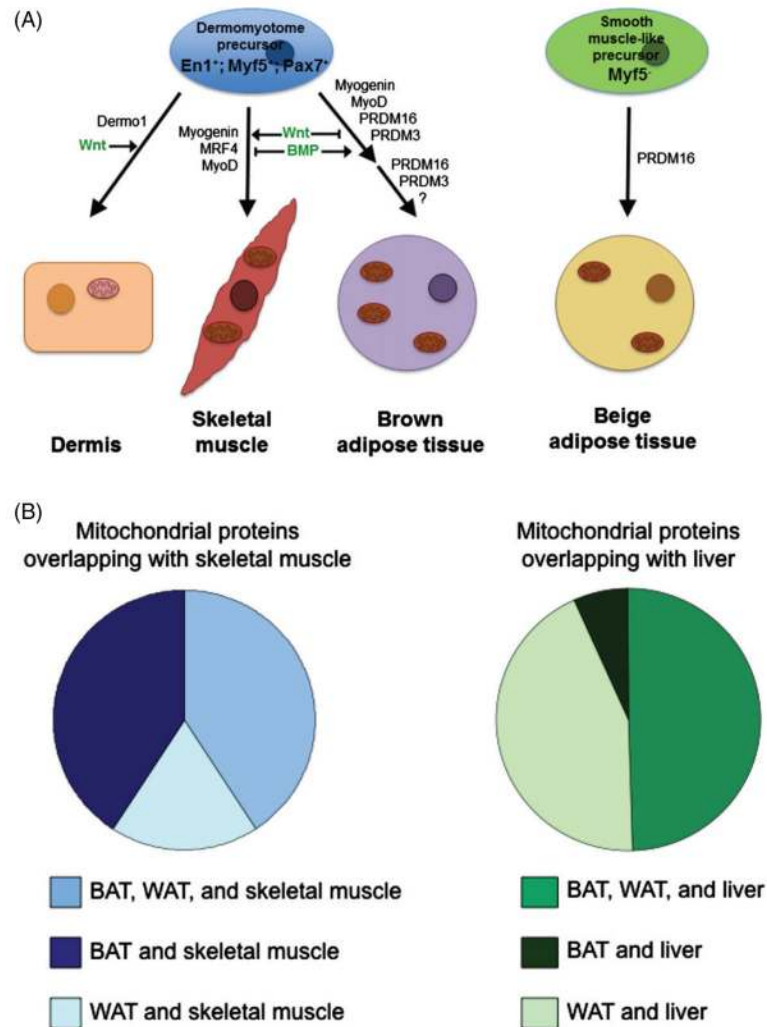 (A)
Dermomyotome
precursor
En1⁺; Myf5⁺; Pax7⁺
Smooth
muscle-like
precursor
Myf5⁻
Dermo1
Wnt
Myogenin
MRF4
MyoD
Wnt
BMP
Myogenin
MyoD
PRDM16
PRDM3
PRDM16
PRDM3
?
PRDM16
Dermis
Skeletal
muscle
Brown
adipose tissue
Beige
adipose tissue
(B)
Mitochondrial proteins
overlapping with skeletal muscle
BAT, WAT, and skeletal muscle
BAT and skeletal muscle
WAT and skeletal muscle
Mitochondrial proteins
overlapping with liver
BAT, WAT, and liver
BAT and liver
WAT and liver